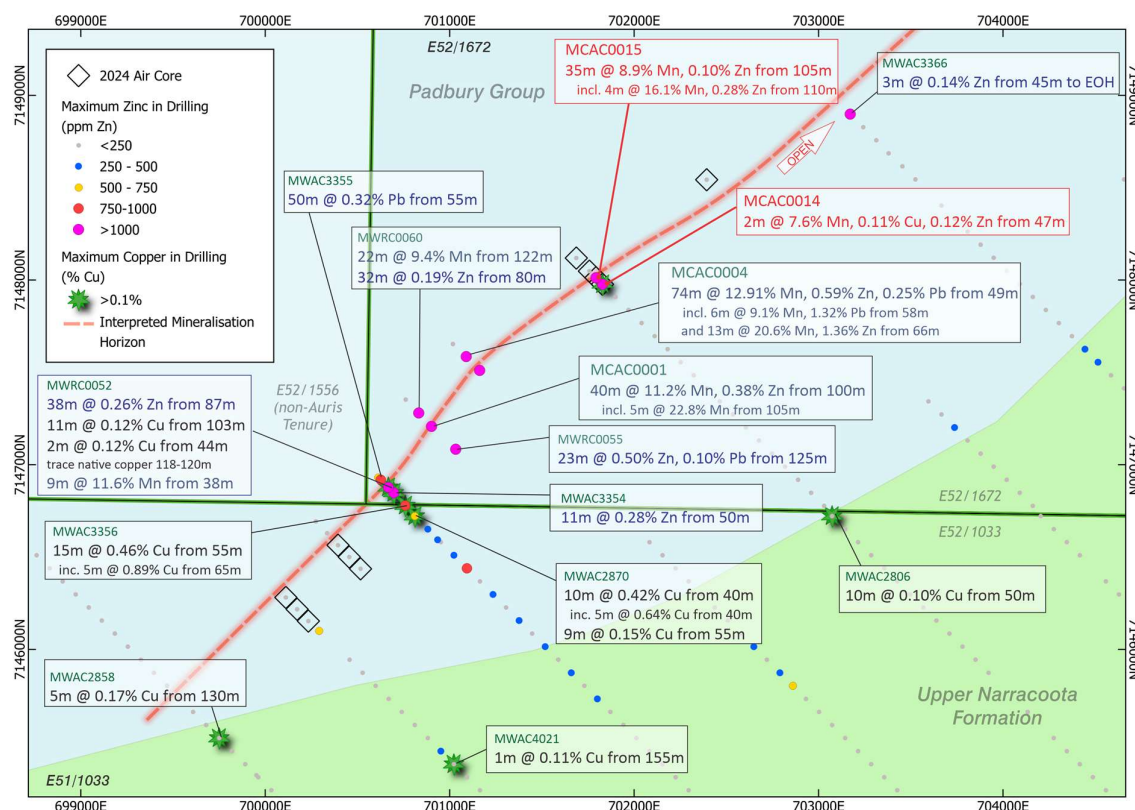 699000E
700000E
701000E
702000E
703000E
704000E
7149000N
7148000N
7147000N
7146000N
7149000N
7148000N
7147000N
7146000N
2024 Air Core
Maximum Zinc in Drilling
(ppm Zn)
<250
250 - 500
500 - 750
750-1000
>1000
Maximum Copper in Drilling
(% Cu)
>0.1%
Interpreted Mineralisation
Horizon
E52/1672
Padbury Group
MCAC0015
35m @ 8.9% Mn, 0.10% Zn from 105m
incl. 4m @ 16.1% Mn, 0.28% Zn from 110m
MWAC3366
3m @ 0.14% Zn from 45m to EOH
OPEN
MWAC3355
50m @ 0.32% Pb from 55m
MCAC0014
2m @ 7.6% Mn, 0.11% Cu, 0.12% Zn from 47m
MWRC0060
22m @ 9.4% Mn from 122m
32m @ 0.19% Zn from 80m
MCAC0004
74m @ 12.91% Mn, 0.59% Zn, 0.25% Pb from 49m
incl. 6m @ 9.1% Mn, 1.32% Pb from 58m
and 13m @ 20.6% Mn, 1.36% Zn from 66m
MCAC0001
40m @ 11.2% Mn, 0.38% Zn from 100m
incl. 5m @ 22.8% Mn from 105m
E52/1556
(non-Auris
Tenure)
MWRC0052
38m @ 0.26% Zn from 87m
11m @ 0.12% Cu from 103m
2m @ 0.12% Cu from 44m
trace native copper 118-120m
9m @ 11.6% Mn from 38m
MWRC0055
23m @ 0.50% Zn, 0.10% Pb from 125m
MWAC3354
11m @ 0.28% Zn from 50m
E52/1672
E52/1033
MWAC3356
15m @ 0.46% Cu from 55m
inc. 5m @ 0.89% Cu from 65m
MWAC2870
10m @ 0.42% Cu from 40m
inc. 5m @ 0.64% Cu from 40m
9m @ 0.15% Cu from 55m
MWAC2806
10m @ 0.10% Cu from 50m
MWAC2858
5m @ 0.17% Cu from 130m
Upper Narracoota
Formation
MWAC4021
1m @ 0.11% Cu from 155m
E51/1033
699000E
700000E
701000E
702000E
703000E
704000E